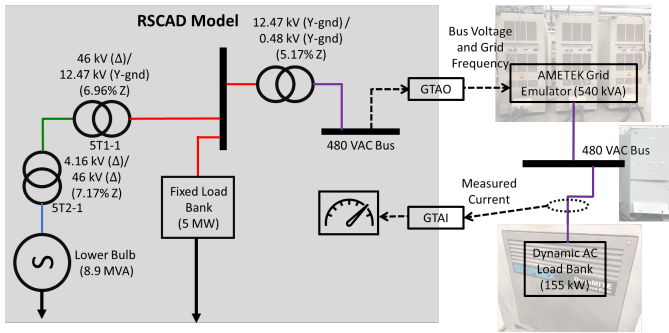 RSCAD Model
46 kV (Δ)/
12.47 kV (Y-gnd)
(6.96% Z)
5T1-1
4.16 kV (Δ)/
46 kV (Δ)
(7.17% Z)
5T2-1
Lower Bulb
(8.9 MVA)
Fixed Load
Bank
(5 MW)
12.47 kV (Y-gnd) /
0.48 kV (Y-gnd)
(5.17% Z)
480 VAC Bus
GTAO
Bus Voltage
and Grid
Frequency
AMETEK Grid
Emulator (540 kVA)
480 VAC Bus
Measured
Current
GTAI
Dynamic AC
Load Bank
(155 kW)